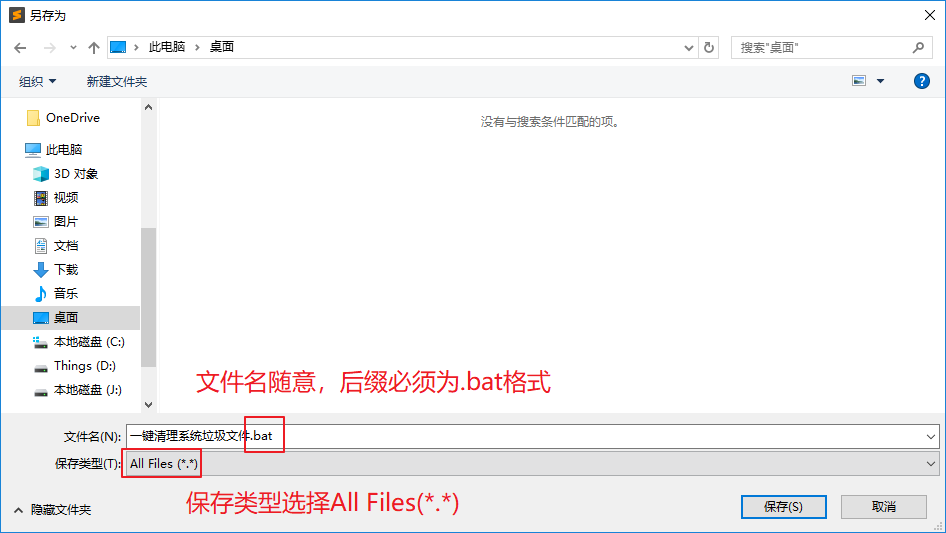 另存为
此电脑 › 桌面
搜索"桌面"
组织
新建文件夹
OneDrive
没有与搜索条件匹配的项。
此电脑
3D 对象
视频
图片
文档
下载
音乐
桌面
本地磁盘 (C:)
Things (D:)
本地磁盘 (J:)
文件名随意，后缀必须为.bat格式
文件名(N): 一键清理系统垃圾文件.bat
保存类型(T): All Files (*.*)
保存类型选择All Files(*.*)
隐藏文件夹
保存(S)
取消